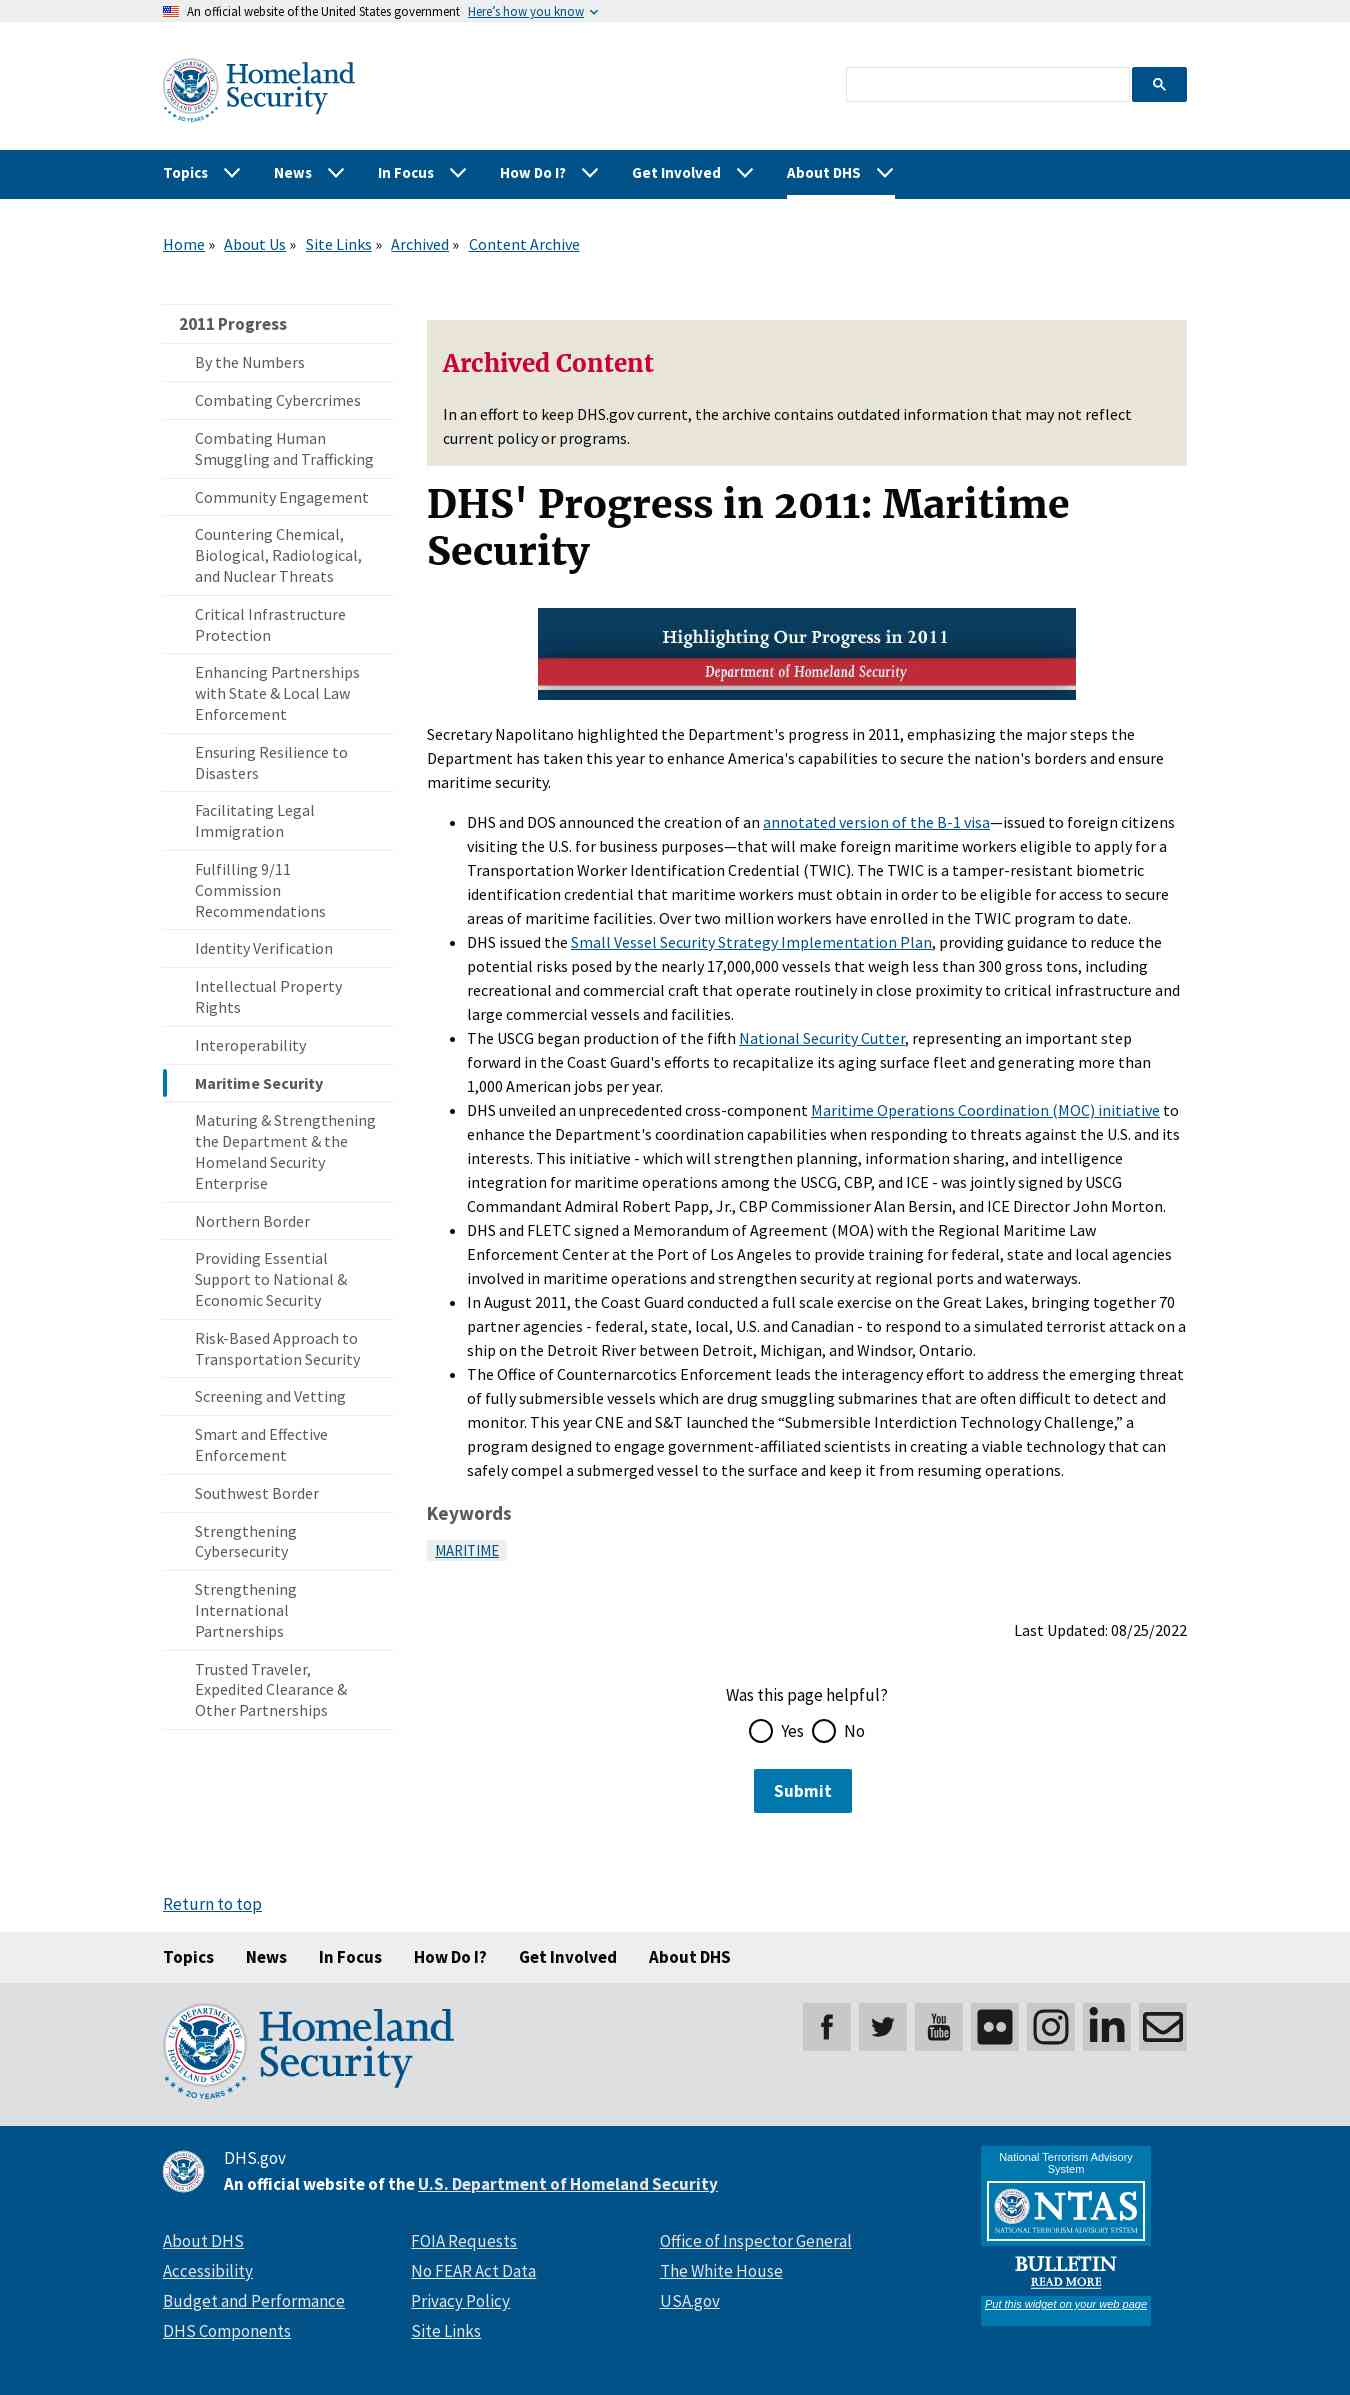 An official website of the United States government Here's how you know
U.S. DEPARTMENT OF HOMELAND SECURITY
20 YEARS
Homeland
Security
Topics News In Focus How Do I? Get Involved About DHS
Home » About Us » Site Links » Archived » Content Archive
2011 Progress
By the Numbers
Combating Cybercrimes
Combating Human
Smuggling and Trafficking
Community Engagement
Countering Chemical,
Biological, Radiological,
and Nuclear Threats
Critical Infrastructure
Protection
Enhancing Partnerships
with State & Local Law
Enforcement
Ensuring Resilience to
Disasters
Facilitating Legal
Immigration
Fulfilling 9/11
Commission
Recommendations
Identity Verification
Intellectual Property
Rights
Interoperability
Maritime Security
Maturing & Strengthening
the Department & the
Homeland Security
Enterprise
Northern Border
Providing Essential
Support to National &
Economic Security
Risk-Based Approach to
Transportation Security
Screening and Vetting
Smart and Effective
Enforcement
Southwest Border
Strengthening
Cybersecurity
Strengthening
International
Partnerships
Trusted Traveler,
Expedited Clearance &
Other Partnerships
Archived Content
In an effort to keep DHS.gov current, the archive contains outdated information that may not reflect
current policy or programs.
DHS' Progress in 2011: Maritime
Security
Highlighting Our Progress in 2011
Department of Homeland Security
Secretary Napolitano highlighted the Department's progress in 2011, emphasizing the major steps the
Department has taken this year to enhance America's capabilities to secure the nation's borders and ensure
maritime security.
• DHS and DOS announced the creation of an annotated version of the B-1 visa—issued to foreign citizens
visiting the U.S. for business purposes—that will make foreign maritime workers eligible to apply for a
Transportation Worker Identification Credential (TWIC). The TWIC is a tamper-resistant biometric
identification credential that maritime workers must obtain in order to be eligible for access to secure
areas of maritime facilities. Over two million workers have enrolled in the TWIC program to date.
• DHS issued the Small Vessel Security Strategy Implementation Plan, providing guidance to reduce the
potential risks posed by the nearly 17,000,000 vessels that weigh less than 300 gross tons, including
recreational and commercial craft that operate routinely in close proximity to critical infrastructure and
large commercial vessels and facilities.
• The USCG began production of the fifth National Security Cutter, representing an important step
forward in the Coast Guard's efforts to recapitalize its aging surface fleet and generating more than
1,000 American jobs per year.
• DHS unveiled an unprecedented cross-component Maritime Operations Coordination (MOC) initiative to
enhance the Department's coordination capabilities when responding to threats against the U.S. and its
interests. This initiative - which will strengthen planning, information sharing, and intelligence
integration for maritime operations among the USCG, CBP, and ICE - was jointly signed by USCG
Commandant Admiral Robert Papp, Jr., CBP Commissioner Alan Bersin, and ICE Director John Morton.
• DHS and FLETC signed a Memorandum of Agreement (MOA) with the Regional Maritime Law
Enforcement Center at the Port of Los Angeles to provide training for federal, state and local agencies
involved in maritime operations and strengthen security at regional ports and waterways.
• In August 2011, the Coast Guard conducted a full scale exercise on the Great Lakes, bringing together 70
partner agencies - federal, state, local, U.S. and Canadian - to respond to a simulated terrorist attack on a
ship on the Detroit River between Detroit, Michigan, and Windsor, Ontario.
• The Office of Counternarcotics Enforcement leads the interagency effort to address the emerging threat
of fully submersible vessels which are drug smuggling submarines that are often difficult to detect and
monitor. This year CNE and S&T launched the “Submersible Interdiction Technology Challenge,” a
program designed to engage government-affiliated scientists in creating a viable technology that can
safely compel a submerged vessel to the surface and keep it from resuming operations.
Keywords
MARITIME
Last Updated: 08/25/2022
Was this page helpful?
Yes No
Submit
Return to top
Topics News In Focus How Do I? Get Involved About DHS
U.S. DEPARTMENT OF HOMELAND SECURITY
20 YEARS
Homeland
Security
You
Tube
in
DHS.gov
An official website of the U.S. Department of Homeland Security
About DHS
Accessibility
Budget and Performance
DHS Components
FOIA Requests
No FEAR Act Data
Privacy Policy
Site Links
Office of Inspector General
The White House
USA.gov
National Terrorism Advisory
System
NTAS
NATIONAL TERRORISM ADVISORY SYSTEM
BULLETIN
READ MORE
Put this widget on your web page